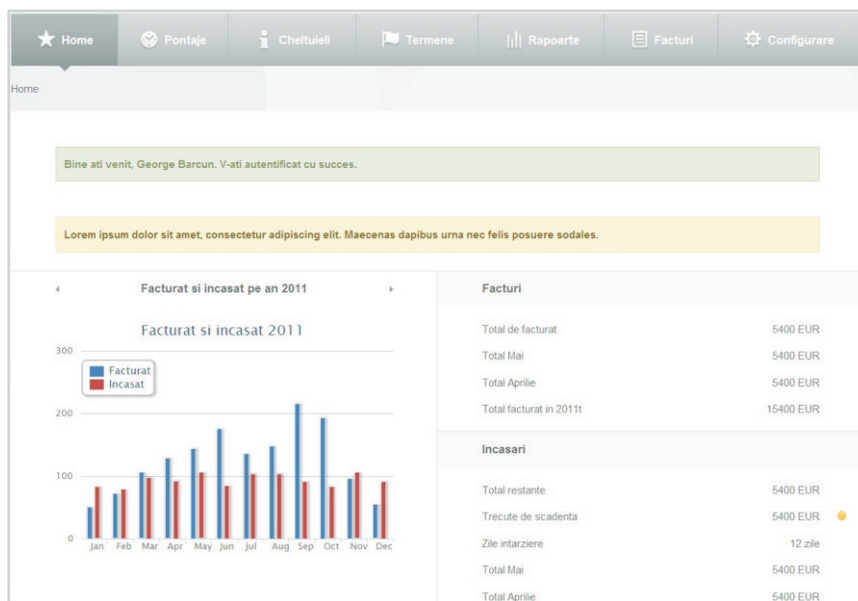 Home Pontaje Cheltuieli Termene Rapoarte Facturi Configurare
Home
Bine ati venit, George Barcun. V-ati autentificat cu succes.
Lorem ipsum dolor sit amet, consectetur adipiscing elit. Maecenas dapibus urna nec felis posuere sodales.
Facturat si incasat pe an 2011
Facturat si incasat 2011
300
Facturat
Incasat
200
100
0
Jan Feb Mar Apr May Jun Jul Aug Sep Oct Nov Dec
Facturi
Total de facturat 5400 EUR
Total Mai 5400 EUR
Total Aprilie 5400 EUR
Total facturat in 2011t 15400 EUR
Incasari
Total restante 5400 EUR
Trecute de scadenta 5400 EUR
Zile intarziere 12 zile
Total Mai 5400 EUR
Total Aprilie 5400 EUR